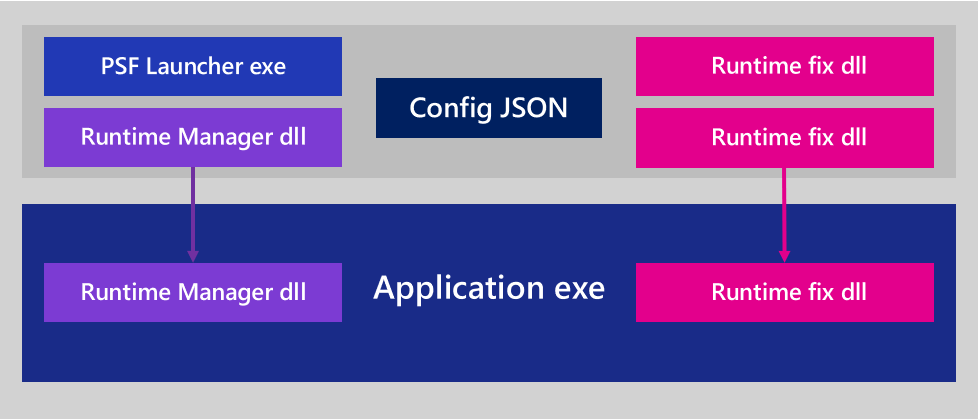 PSF Launcher exe
Runtime Manager dll
Config JSON
Runtime fix dll
Runtime fix dll
Runtime Manager dll
Application exe
Runtime fix dll